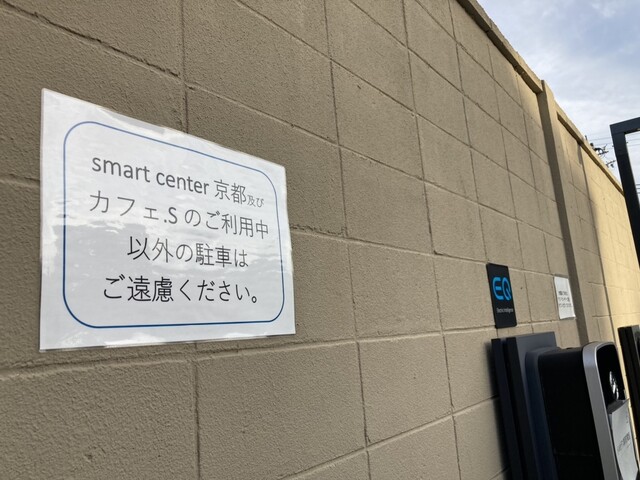 smart center 京都及び
カフェ.S のご利用中
以外の駐車は
ご遠慮ください。
EQ